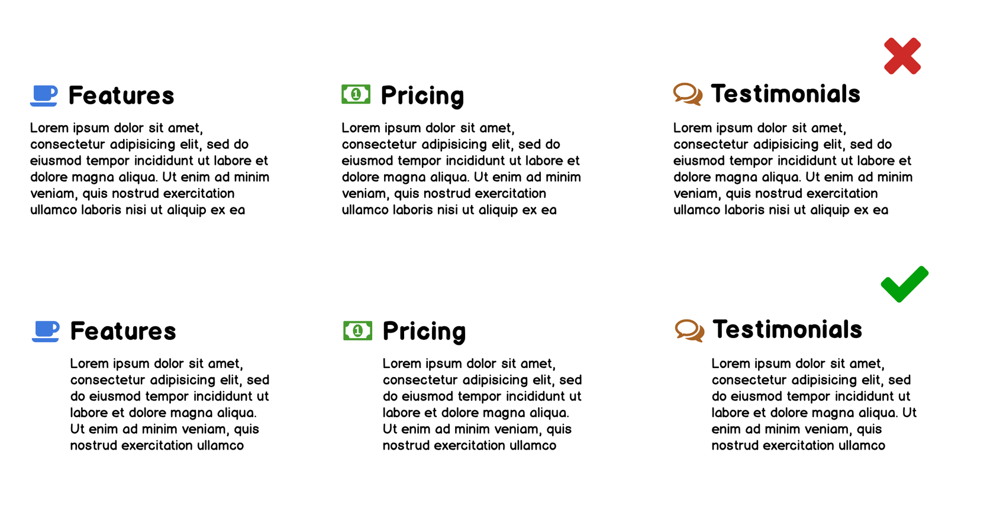 Features
Lorem ipsum dolor sit amet,
consectetur adipisicing elit, sed do
eiusmod tempor incididunt ut labore et
dolore magna aliqua. Ut enim ad minim
veniam, quis nostrud exercitation
ullamco laboris nisi ut aliquip ex ea
1
Pricing
Lorem ipsum dolor sit amet,
consectetur adipisicing elit, sed do
eiusmod tempor incididunt ut labore et
dolore magna aliqua. Ut enim ad minim
veniam, quis nostrud exercitation
ullamco laboris nisi ut aliquip ex ea
Testimonials
Lorem ipsum dolor sit amet,
consectetur adipisicing elit, sed do
eiusmod tempor incididunt ut labore et
dolore magna aliqua. Ut enim ad minim
veniam, quis nostrud exercitation
ullamco laboris nisi ut aliquip ex ea
Features
Lorem ipsum dolor sit amet,
consectetur adipisicing elit, sed
do eiusmod tempor incididunt ut
labore et dolore magna aliqua.
Ut enim ad minim veniam, quis
nostrud exercitation ullamco
1
Pricing
Lorem ipsum dolor sit amet,
consectetur adipisicing elit, sed
do eiusmod tempor incididunt ut
labore et dolore magna aliqua.
Ut enim ad minim veniam, quis
nostrud exercitation ullamco
Testimonials
Lorem ipsum dolor sit amet,
consectetur adipisicing elit, sed
do eiusmod tempor incididunt ut
labore et dolore magna aliqua. Ut
enim ad minim veniam, quis
nostrud exercitation ullamco